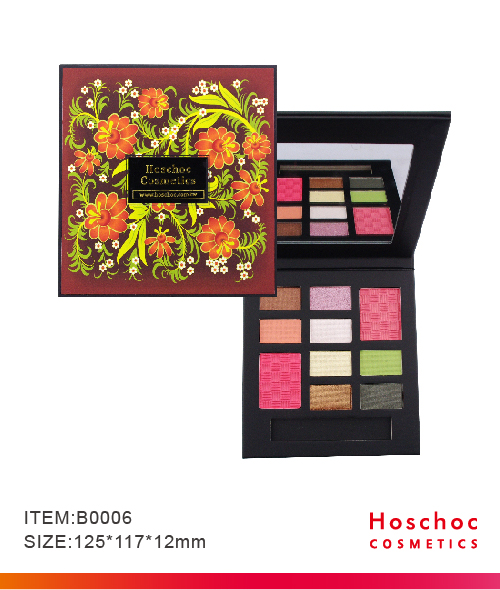 Hoschoc
Cosmetics
ITEM:B0006
SIZE:125*117*12mm
Hoschoc
COSMETICS